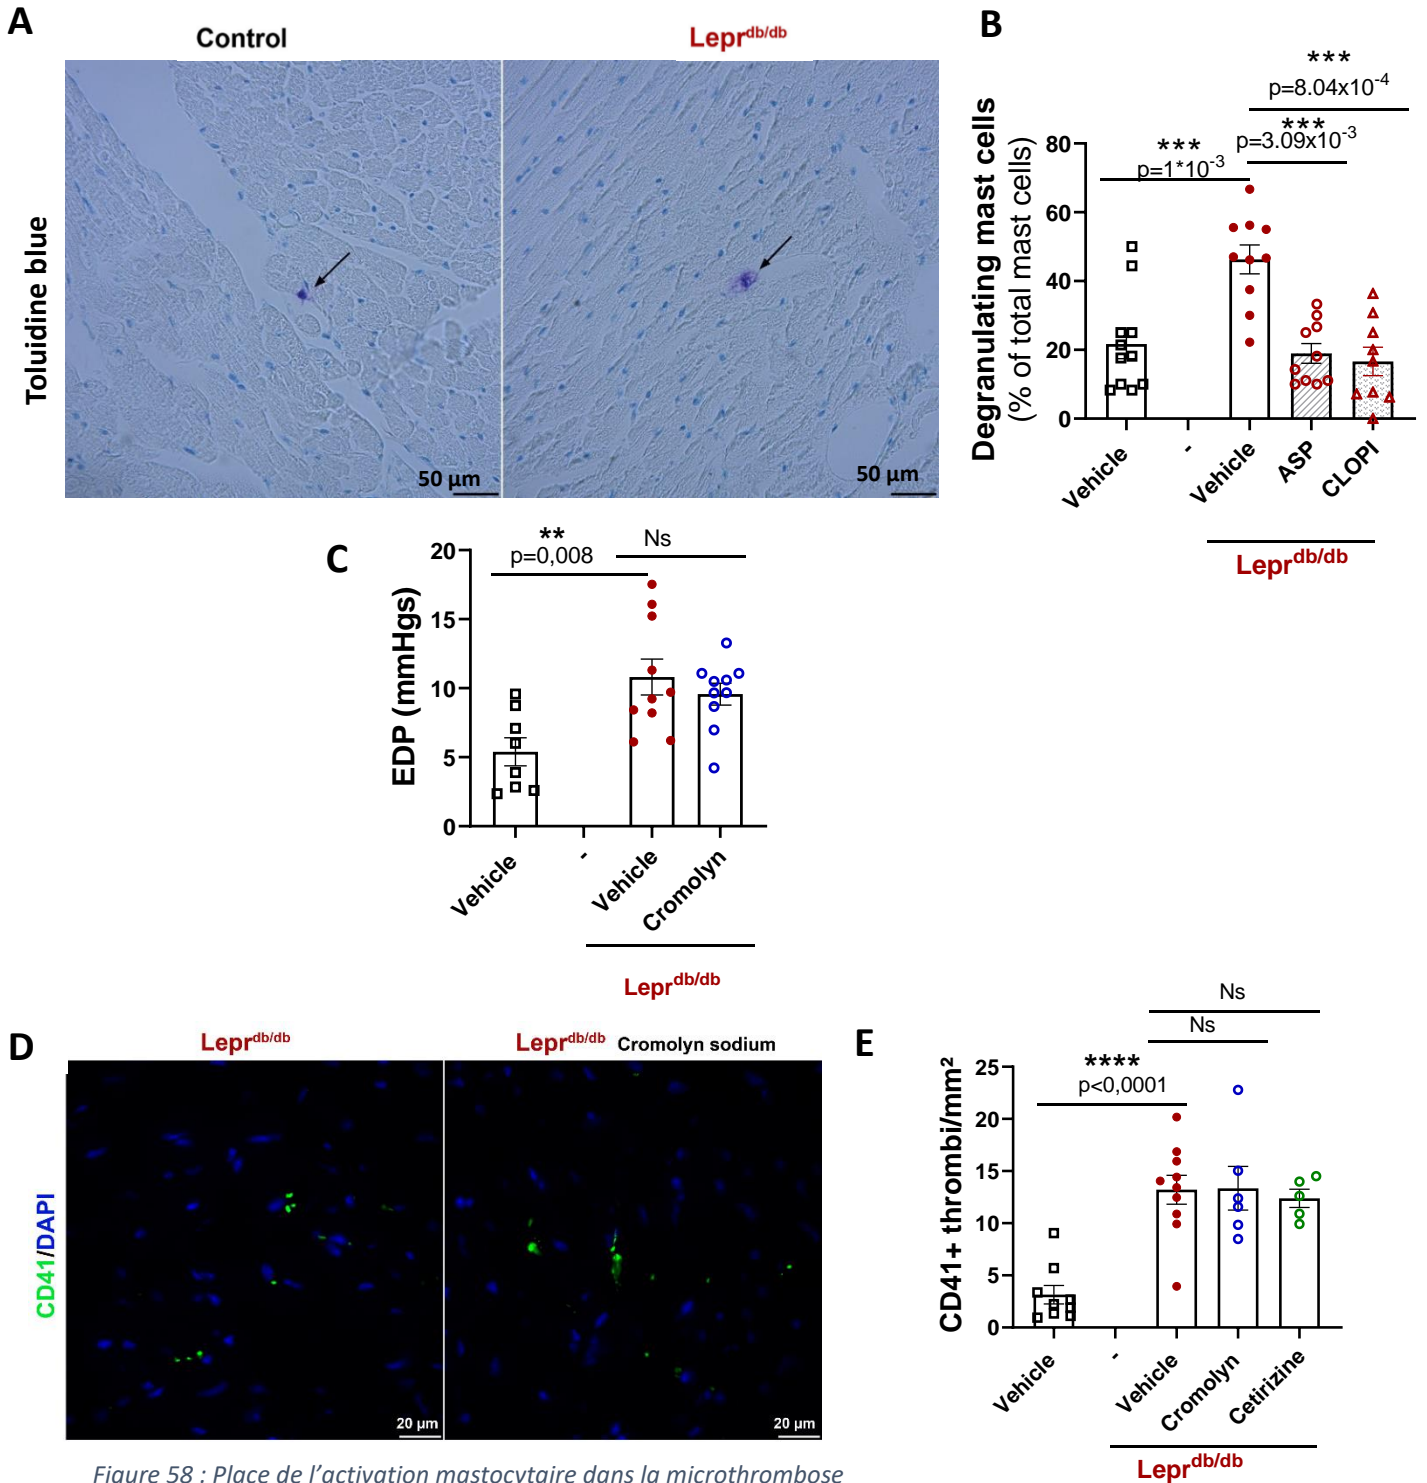 A
Control
Lepr^db/db
Toluidine blue
50 µm
50 µm
B
***
p=8.04x10^-4
***
p=3.09x10^-3
***
p=1*10^-3
Degranulating mast cells
(% of total mast cells)
80
60
40
20
0
Vehicle
-
Vehicle
ASP
CLOPI
Lepr^db/db
C
**
p=0,008
Ns
EDP (mmHgs)
20
15
10
5
0
Vehicle
-
Vehicle
Cromolyn
Lepr^db/db
D
Lepr^db/db
Lepr^db/db Cromolyn sodium
CD41/DAPI
20 µm
20 µm
E
Ns
Ns
****
p<0,0001
CD41+ thrombi/mm²
25
20
15
10
5
0
Vehicle
-
Vehicle
Cromolyn
Cetirizine
Lepr^db/db
Figure 58 : Place de l'activation mastocytaire dans la microthrombose